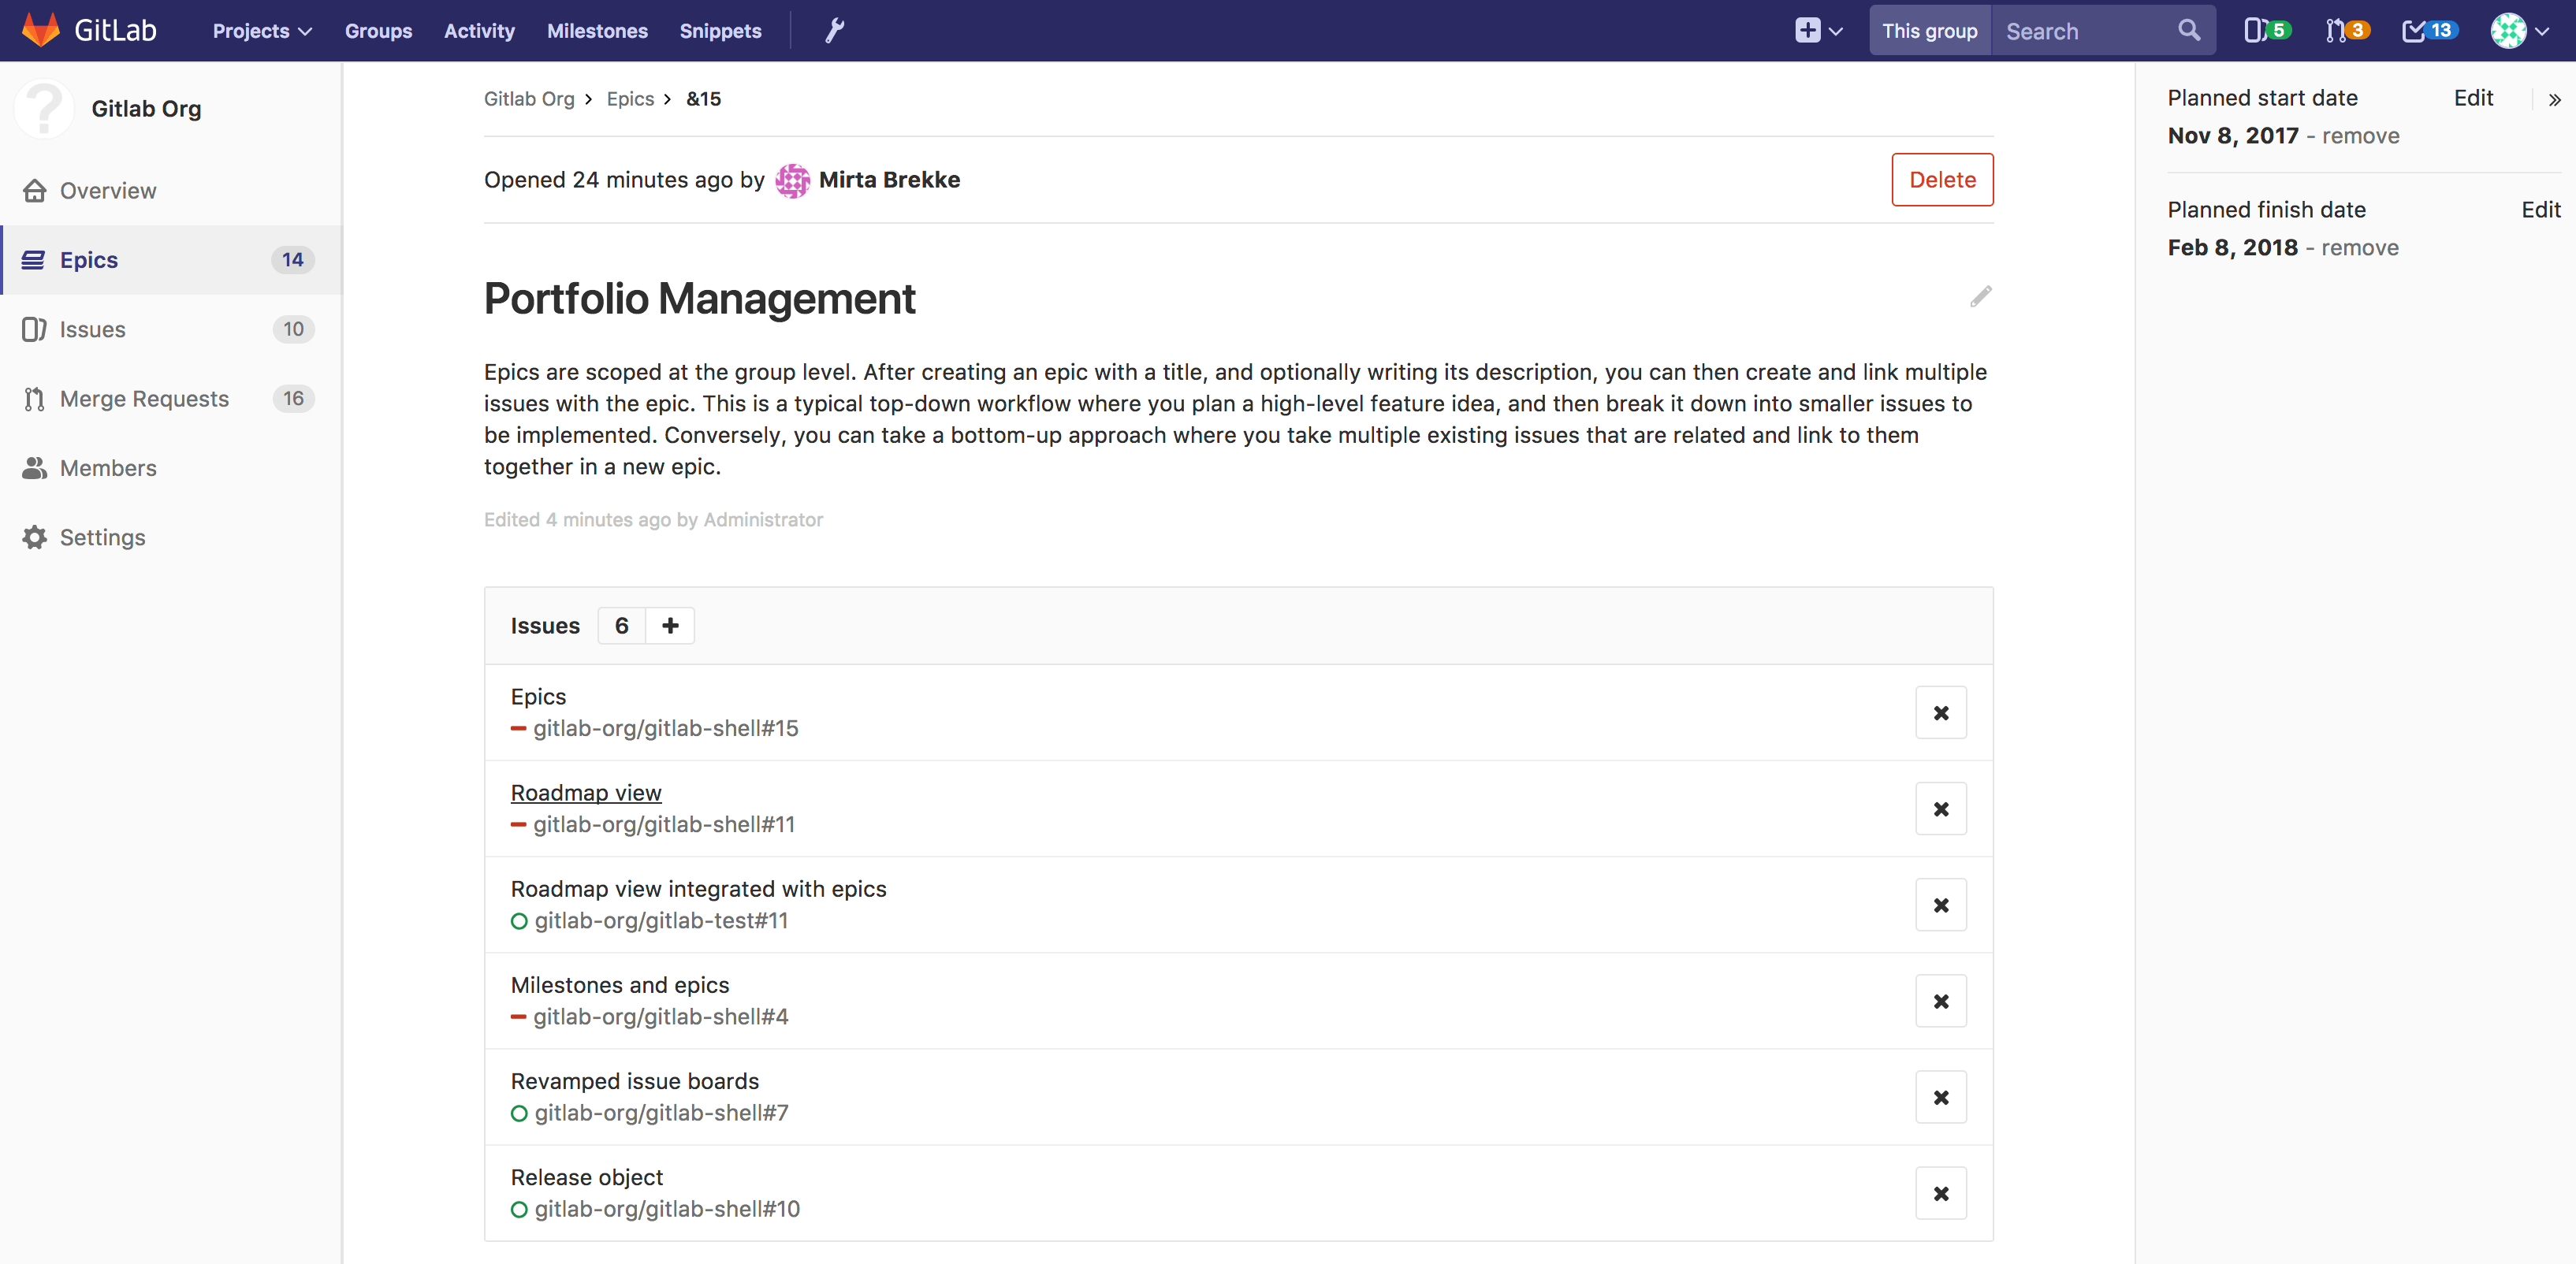 GitLab
Projects Groups Activity Milestones Snippets
This group Search 5 3 13
Gitlab Org
Overview
Epics 14
Issues 10
Merge Requests 16
Members
Settings
Gitlab Org › Epics › &15
Opened 24 minutes ago by Mirta Brekke
Delete
Portfolio Management
Epics are scoped at the group level. After creating an epic with a title, and optionally writing its description, you can then create and link multiple
issues with the epic. This is a typical top-down workflow where you plan a high-level feature idea, and then break it down into smaller issues to
be implemented. Conversely, you can take a bottom-up approach where you take multiple existing issues that are related and link to them
together in a new epic.
Edited 4 minutes ago by Administrator
Issues 6
Epics
gitlab-org/gitlab-shell#15
Roadmap view
gitlab-org/gitlab-shell#11
Roadmap view integrated with epics
gitlab-org/gitlab-test#11
Milestones and epics
gitlab-org/gitlab-shell#4
Revamped issue boards
gitlab-org/gitlab-shell#7
Release object
gitlab-org/gitlab-shell#10
Planned start date Edit »
Nov 8, 2017 - remove
Planned finish date Edit
Feb 8, 2018 - remove